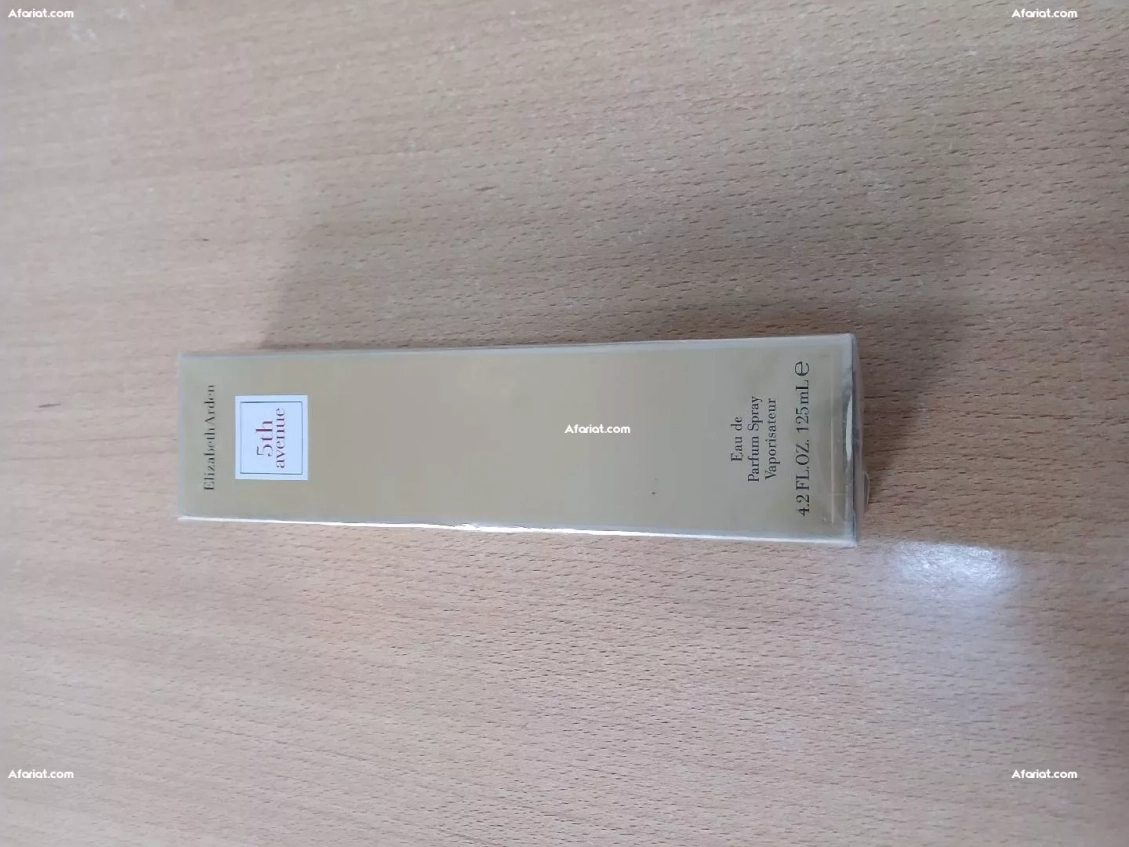 Afariat.com
Afariat.com
Elizabeth Arden
5th
avenue
Afariat.com
Eau de
Parfum Spray
Vaporisateur
4.2 FL.OZ. 125 mL ℮
Afariat.com
Afariat.com